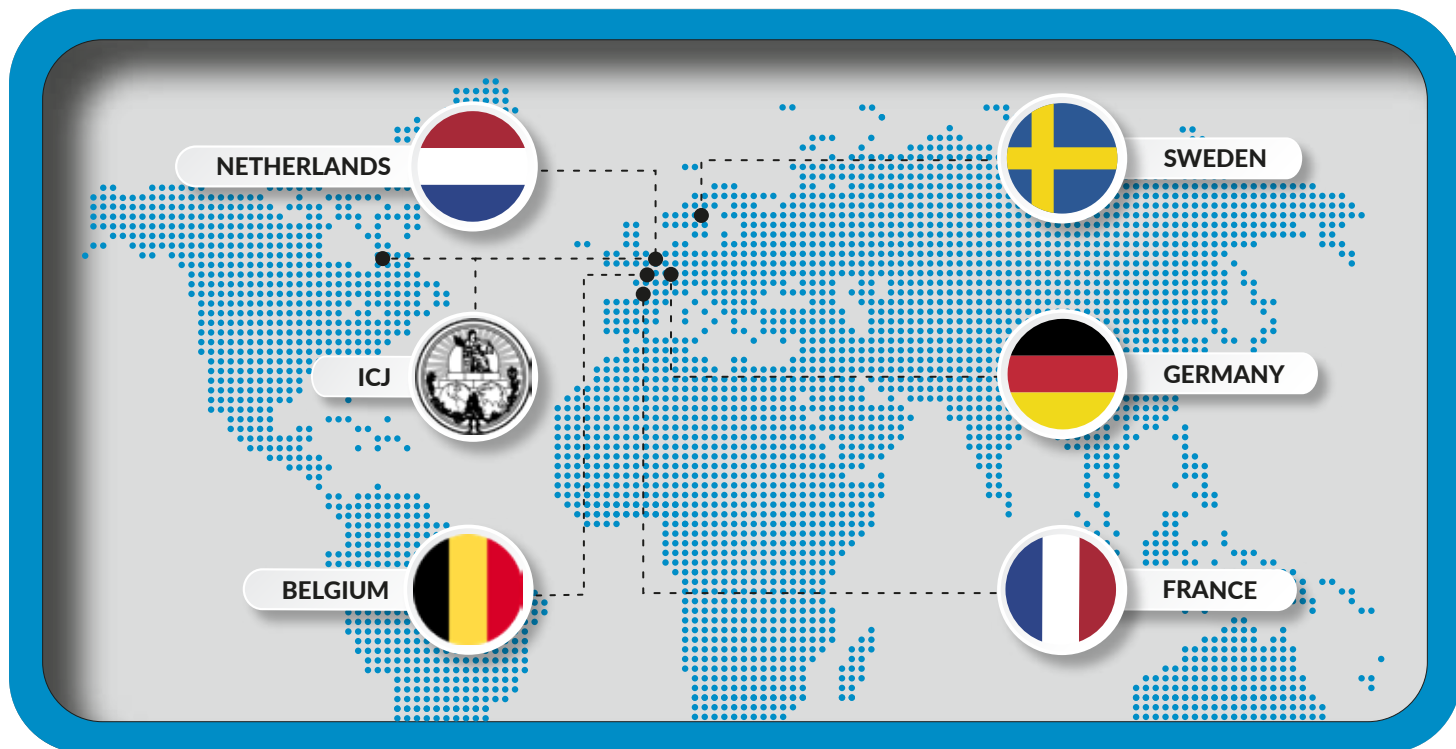 NETHERLANDS
SWEDEN
ICJ
GERMANY
BELGIUM
FRANCE